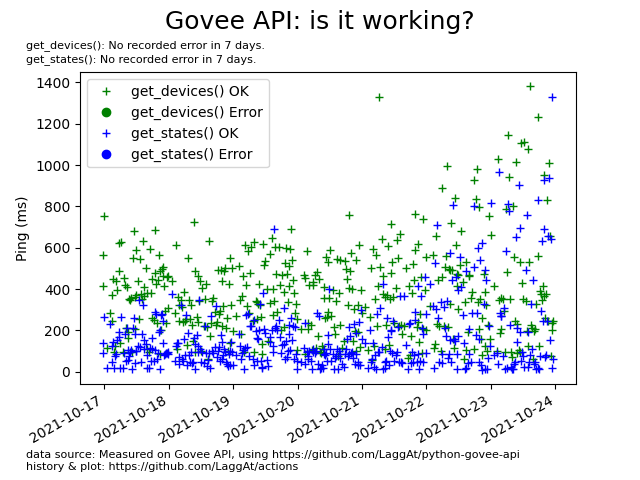 Govee API: is it working?
get_devices(): No recorded error in 7 days.
get_states(): No recorded error in 7 days.
get_devices() OK
get_devices() Error
get_states() OK
get_states() Error
Ping (ms)
1400
1200
1000
800
600
400
200
0
2021-10-17
2021-10-18
2021-10-19
2021-10-20
2021-10-21
2021-10-22
2021-10-23
2021-10-24
data source: Measured on Govee API, using https://github.com/LaggAt/python-govee-api
history & plot: https://github.com/LaggAt/actions